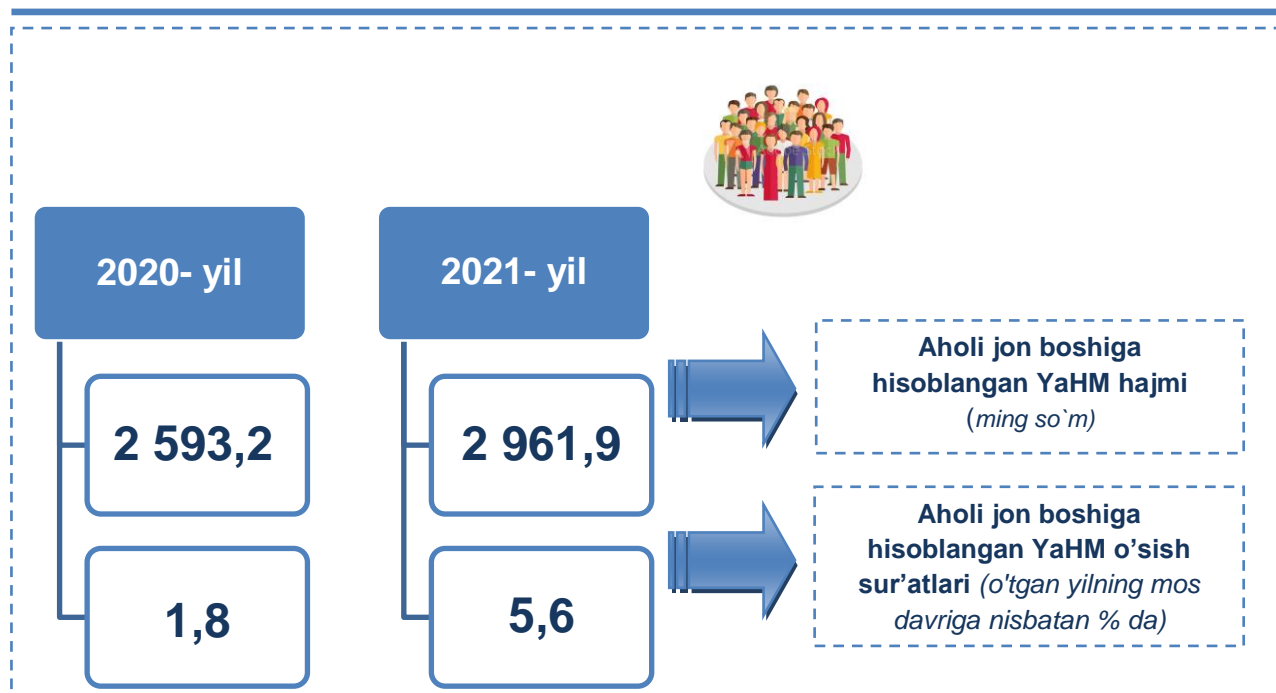 2020- yil
2 593,2
1,8
2021- yil
2 961,9
5,6
Aholi jon boshiga
hisoblangan YaHM hajmi
(ming so`m)
Aholi jon boshiga
hisoblangan YaHM o’sish
sur’atlari (o'tgan yilning mos
davriga nisbatan % da)